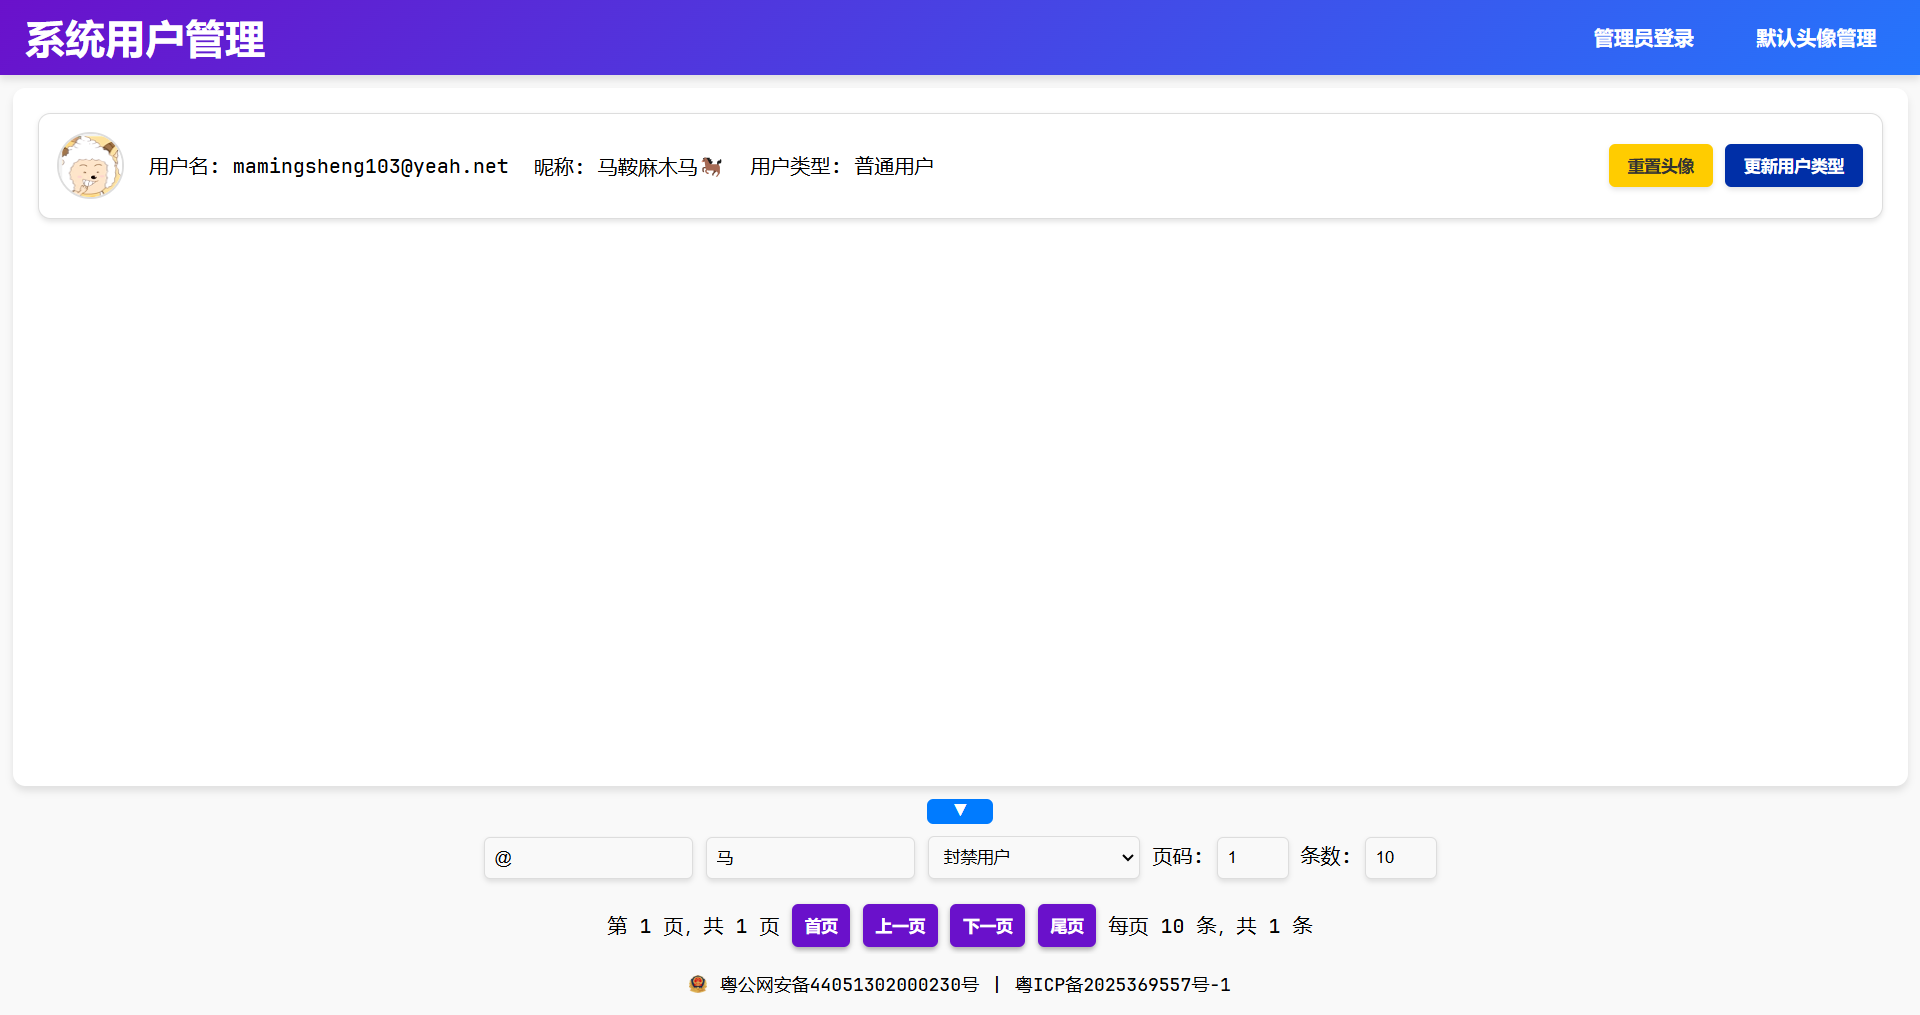 系统用户管理 管理员登录 默认头像管理
用户名: mamingsheng103@yeah.net 昵称: 马鞍麻木马🐎 用户类型: 普通用户 重置头像 更新用户类型
▼
@ 马 封禁用户 页码: 1 条数: 10
第 1 页, 共 1 页 首页 上一页 下一页 尾页 每页 10 条, 共 1 条
粤公网安备44051302000230号 | 粤ICP备2025369557号-1